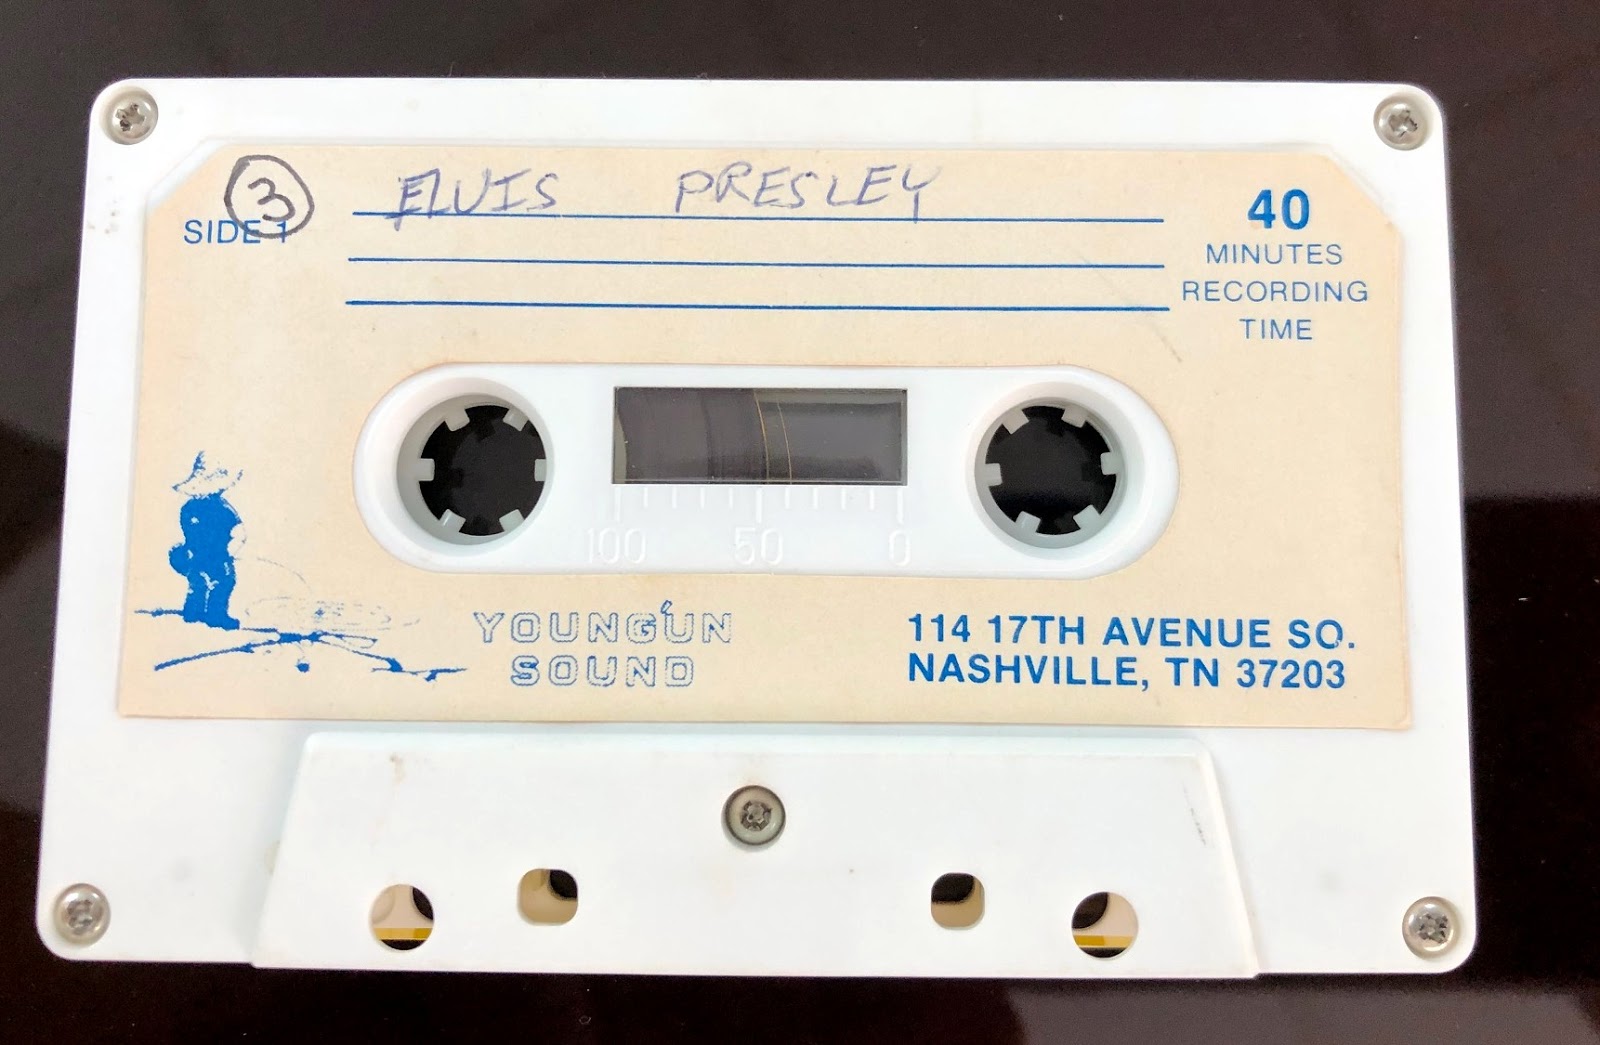 3 ELVIS PRESLEY
SIDE 1
40
MINUTES
RECORDING
TIME
100 50 0
YOUNG'UN
SOUND
114 17TH AVENUE SO.
NASHVILLE, TN 37203